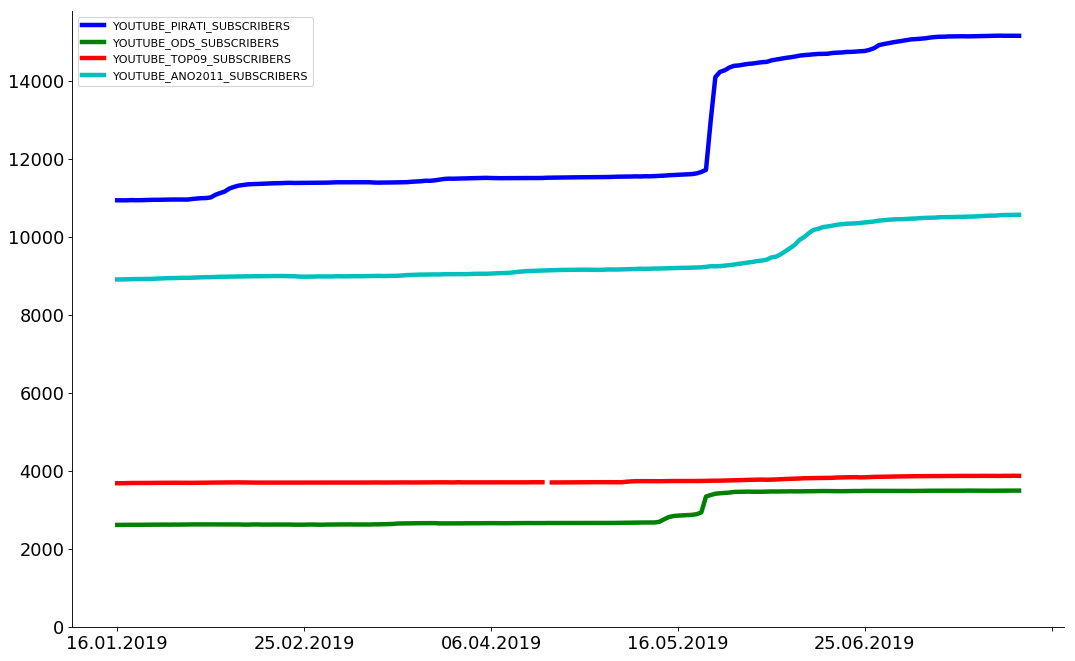 YOUTUBE_PIRATI_SUBSCRIBERS
YOUTUBE_ODS_SUBSCRIBERS
YOUTUBE_TOP09_SUBSCRIBERS
YOUTUBE_ANO2011_SUBSCRIBERS
14000
12000
10000
8000
6000
4000
2000
0
16.01.2019 25.02.2019 06.04.2019 16.05.2019 25.06.2019